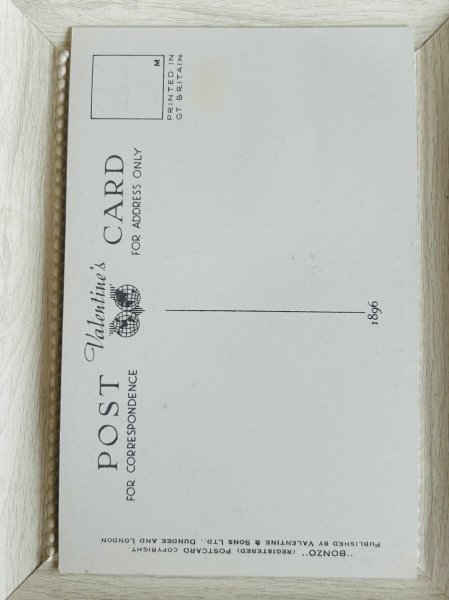 "BONZO" (REGISTERED) POSTCARD COPYRIGHT
PUBLISHED BY VALENTINE & SONS LTD., DUNDEE AND LONDON
Valentine's
POST CARD
FOR CORRESPONDENCE
FOR ADDRESS ONLY
M
PRINTED IN
GT BRITAIN
1896